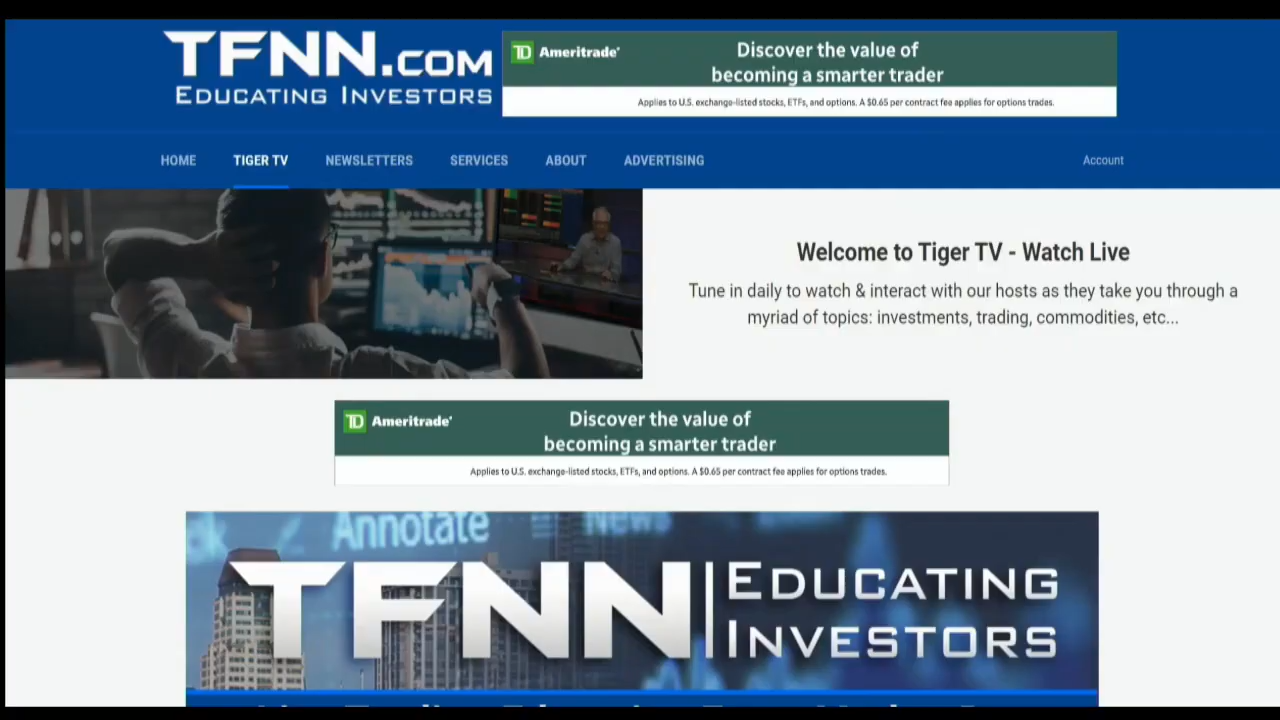 TFNN.COM
EDUCATING INVESTORS
TD Ameritrade
Discover the value of
becoming a smarter trader
Applies to U.S. exchange-listed stocks, ETFs, and options. A $0.65 per contract fee applies for options trades.
HOME TIGER TV NEWSLETTERS SERVICES ABOUT ADVERTISING Account
Welcome to Tiger TV - Watch Live
Tune in daily to watch & interact with our hosts as they take you through a
myriad of topics: investments, trading, commodities, etc...
TD Ameritrade
Discover the value of
becoming a smarter trader
Applies to U.S. exchange-listed stocks, ETFs, and options. A $0.65 per contract fee applies for options trades.
Annotate News
TFNN EDUCATING
INVESTORS